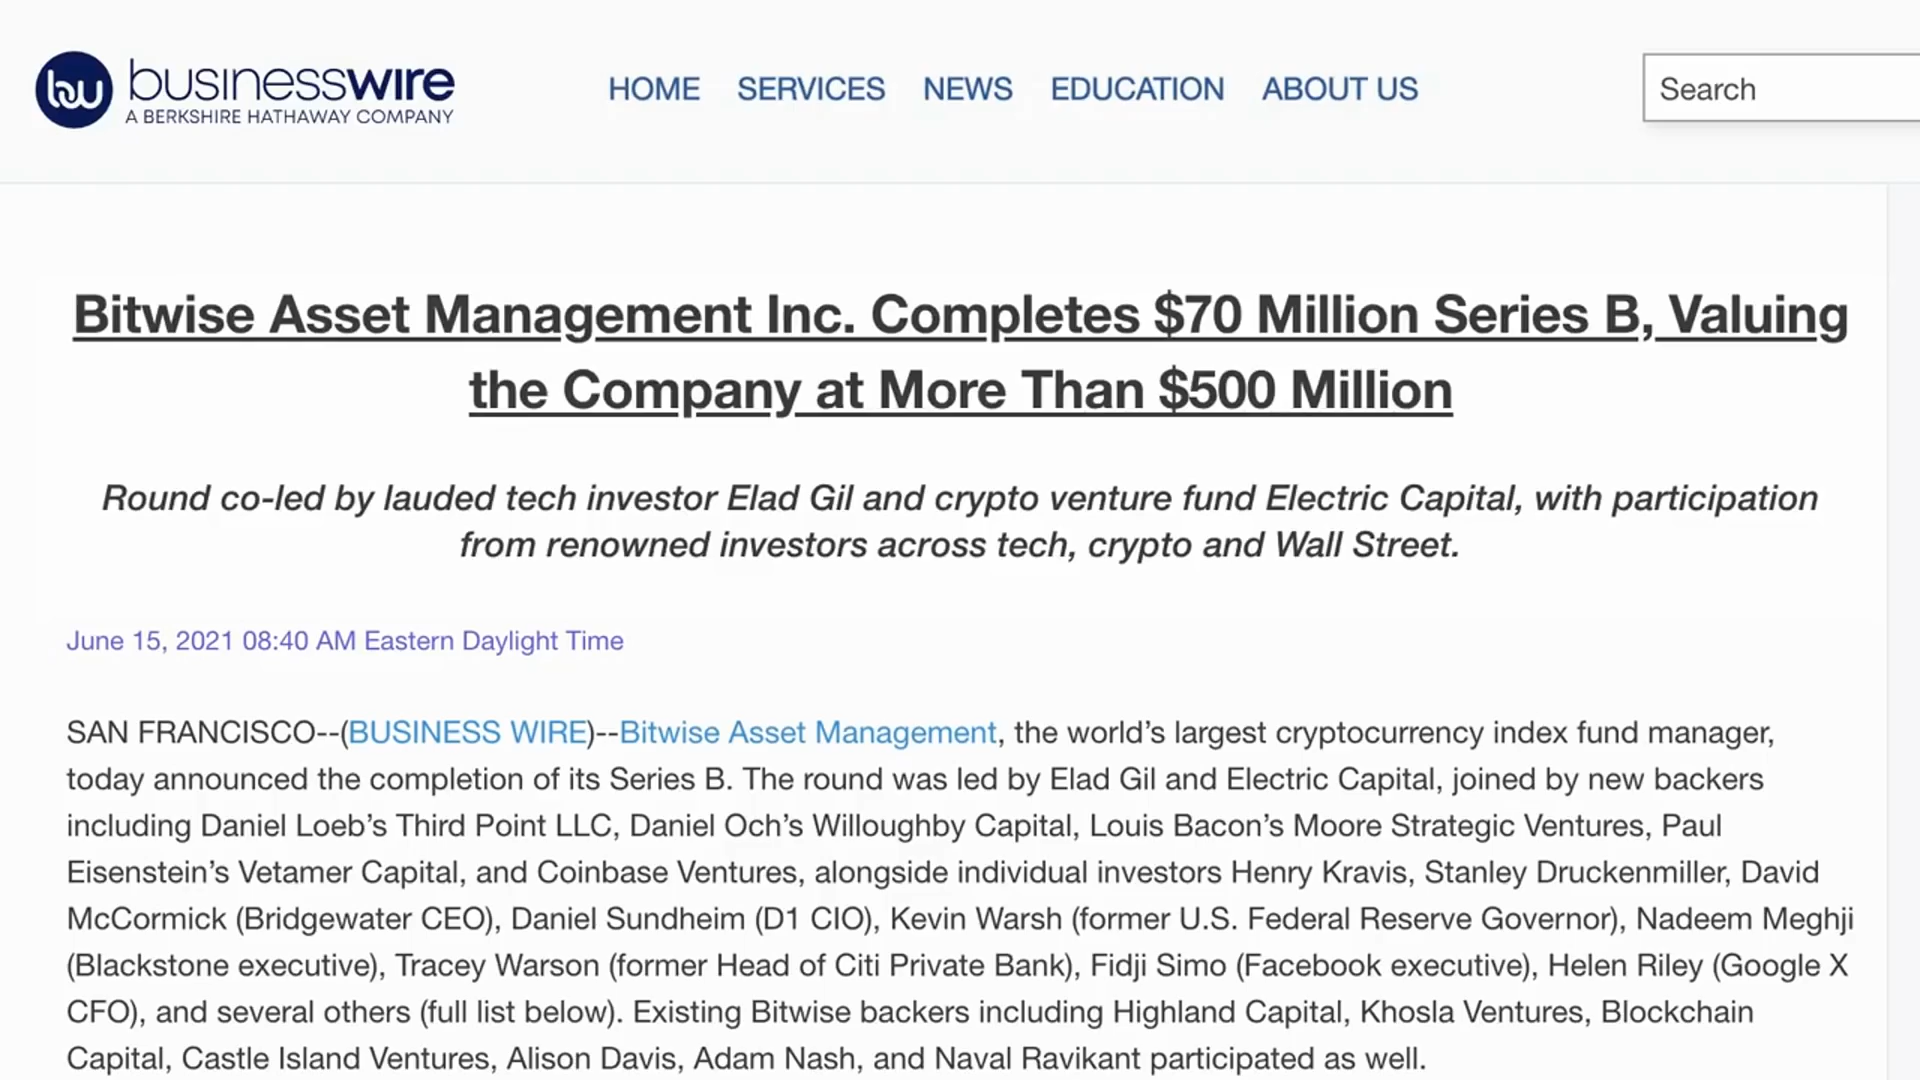 bw businesswire
A BERKSHIRE HATHAWAY COMPANY
HOME SERVICES NEWS EDUCATION ABOUT US
Search
Bitwise Asset Management Inc. Completes $70 Million Series B, Valuing
the Company at More Than $500 Million
Round co-led by lauded tech investor Elad Gil and crypto venture fund Electric Capital, with participation
from renowned investors across tech, crypto and Wall Street.
June 15, 2021 08:40 AM Eastern Daylight Time
SAN FRANCISCO--(BUSINESS WIRE)--Bitwise Asset Management, the world’s largest cryptocurrency index fund manager,
today announced the completion of its Series B. The round was led by Elad Gil and Electric Capital, joined by new backers
including Daniel Loeb’s Third Point LLC, Daniel Och’s Willoughby Capital, Louis Bacon’s Moore Strategic Ventures, Paul
Eisenstein’s Vetamer Capital, and Coinbase Ventures, alongside individual investors Henry Kravis, Stanley Druckenmiller, David
McCormick (Bridgewater CEO), Daniel Sundheim (D1 CIO), Kevin Warsh (former U.S. Federal Reserve Governor), Nadeem Meghji
(Blackstone executive), Tracey Warson (former Head of Citi Private Bank), Fidji Simo (Facebook executive), Helen Riley (Google X
CFO), and several others (full list below). Existing Bitwise backers including Highland Capital, Khosla Ventures, Blockchain
Capital, Castle Island Ventures, Alison Davis, Adam Nash, and Naval Ravikant participated as well.